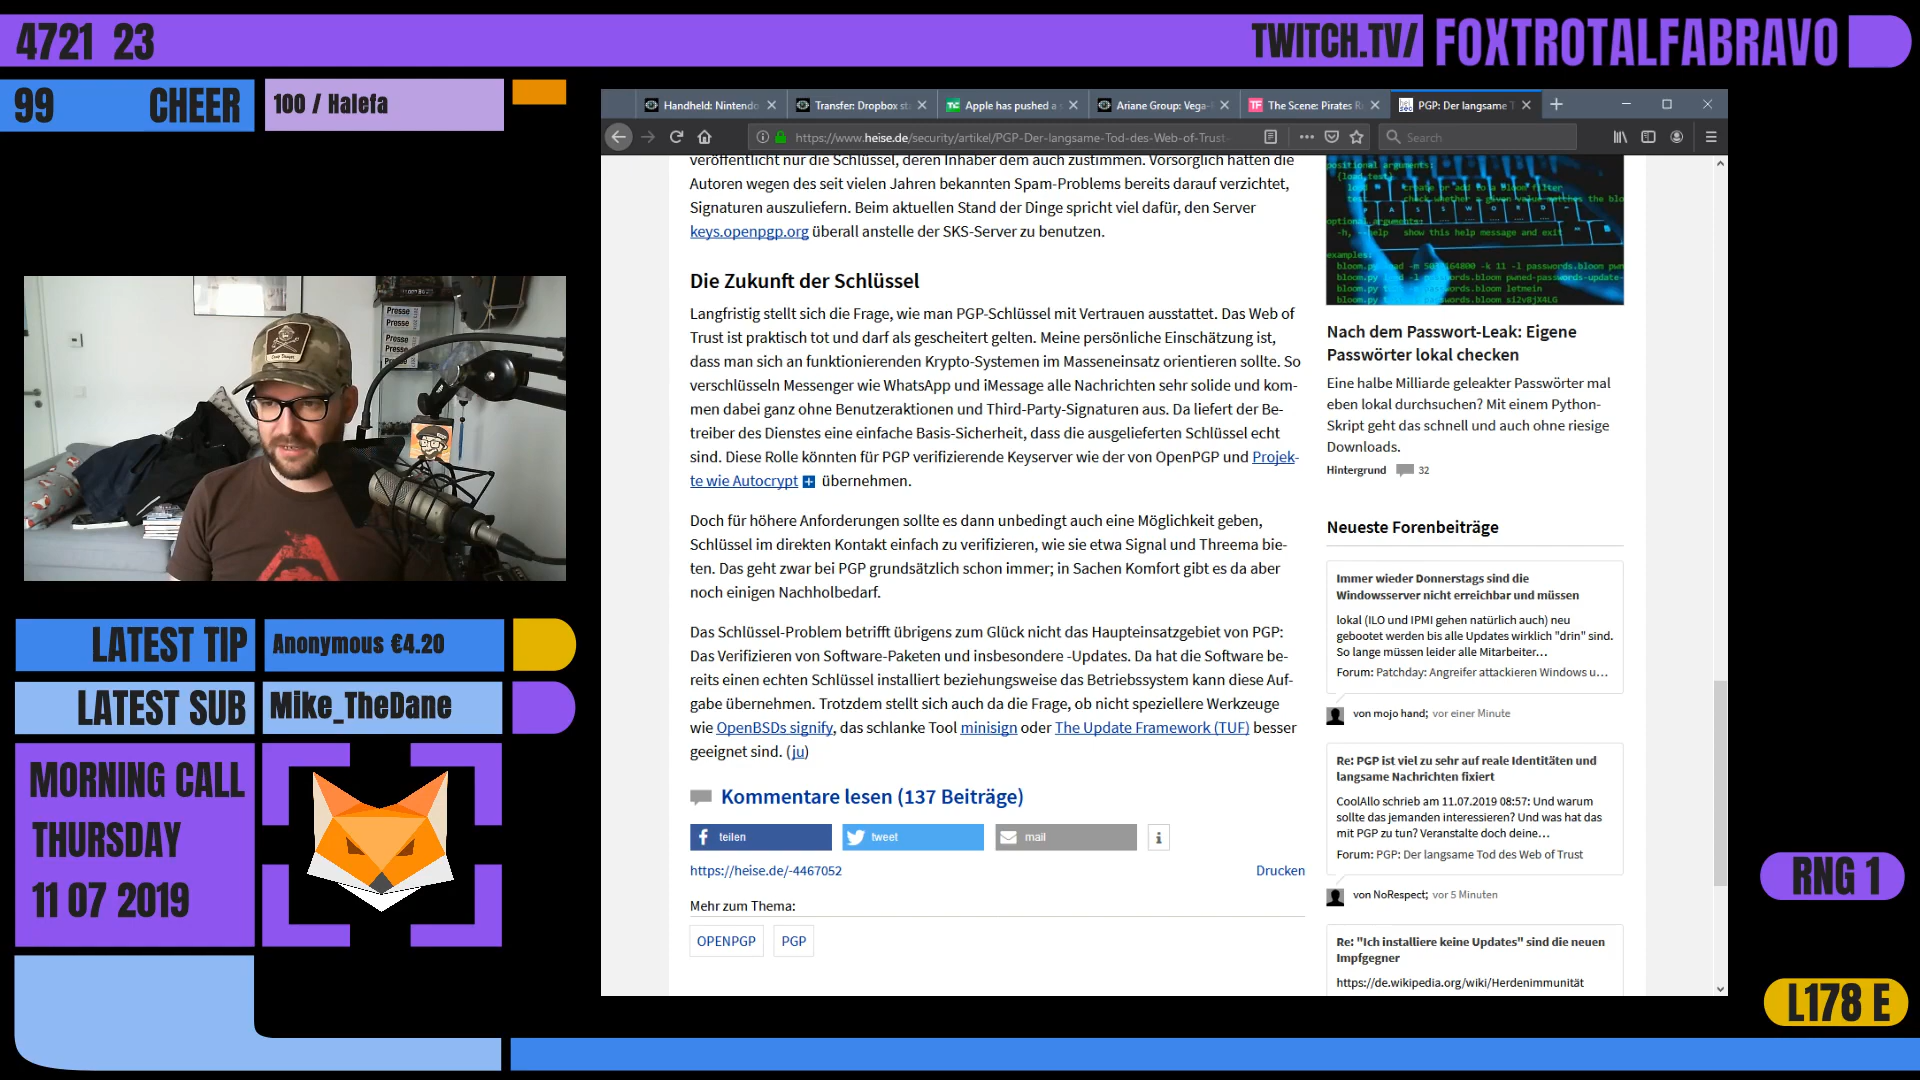 4721 23
TWITCH.TV/ FOXTROTALFABRAVO
99 CHEER
100 / Halefa
Handheld: Nintendo
Transfer: Dropbox st
Apple has pushed a
Ariane Group: Vega-
The Scene: Pirates R
PGP: Der langsame T
https://www.heise.de/security/artikel/PGP-Der-langsame-Tod-des-Web-of-Trust-
Search
veröffentlicht nur die Schlüssel, deren Inhaber dem auch zustimmen. Vorsorglich hatten die
Autoren wegen des seit vielen Jahren bekannten Spam-Problems bereits darauf verzichtet,
Signaturen auszuliefern. Beim aktuellen Stand der Dinge spricht viel dafür, den Server
keys.openpgp.org überall anstelle der SKS-Server zu benutzen.
Die Zukunft der Schlüssel
Langfristig stellt sich die Frage, wie man PGP-Schlüssel mit Vertrauen ausstattet. Das Web of
Trust ist praktisch tot und darf als gescheitert gelten. Meine persönliche Einschätzung ist,
dass man sich an funktionierenden Krypto-Systemen im Masseneinsatz orientieren sollte. So
verschlüsseln Messenger wie WhatsApp und iMessage alle Nachrichten sehr solide und kom-
men dabei ganz ohne Benutzeraktionen und Third-Party-Signaturen aus. Da liefert der Be-
treiber des Dienstes eine einfache Basis-Sicherheit, dass die ausgelieferten Schlüssel echt
sind. Diese Rolle könnten für PGP verifizierende Keyserver wie der von OpenPGP und Projek-
te wie Autocrypt übernehmen.
Doch für höhere Anforderungen sollte es dann unbedingt auch eine Möglichkeit geben,
Schlüssel im direkten Kontakt einfach zu verifizieren, wie sie etwa Signal und Threema bie-
ten. Das geht zwar bei PGP grundsätzlich schon immer; in Sachen Komfort gibt es da aber
noch einigen Nachholbedarf.
Das Schlüssel-Problem betrifft übrigens zum Glück nicht das Haupteinsatzgebiet von PGP:
Das Verifizieren von Software-Paketen und insbesondere -Updates. Da hat die Software be-
reits einen echten Schlüssel installiert beziehungsweise das Betriebssystem kann diese Auf-
gabe übernehmen. Trotzdem stellt sich auch da die Frage, ob nicht speziellere Werkzeuge
wie OpenBSDs signify, das schlanke Tool minisign oder The Update Framework (TUF) besser
geeignet sind. (ju)
Kommentare lesen (137 Beiträge)
teilen
tweet
mail
i
https://heise.de/-4467052
Drucken
Mehr zum Thema:
OPENPGP
PGP
positional arguments:
show this help message and exit
examples:
Nach dem Passwort-Leak: Eigene
Passwörter lokal checken
Eine halbe Milliarde geleakter Passwörter mal
eben lokal durchsuchen? Mit einem Python-
Skript geht das schnell und auch ohne riesige
Downloads.
Hintergrund 32
Neueste Forenbeiträge
Immer wieder Donnerstags sind die
Windowsserver nicht erreichbar und müssen
lokal (ILO und IPMI gehen natürlich auch) neu
gebootet werden bis alle Updates wirklich "drin" sind.
So lange müssen leider alle Mitarbeiter…
Forum: Patchday: Angreifer attackieren Windows u…
von mojo hand; vor einer Minute
Re: PGP ist viel zu sehr auf reale Identitäten und
langsame Nachrichten fixiert
CoolAllo schrieb am 11.07.2019 08:57: Und warum
sollte das jemanden interessieren? Und was hat das
mit PGP zu tun? Veranstalte doch deine…
Forum: PGP: Der langsame Tod des Web of Trust
von NoRespect; vor 5 Minuten
Re: "Ich installiere keine Updates" sind die neuen
Impfgegner
https://de.wikipedia.org/wiki/Herdenimmunität
Presse
Presse
Presse
Presse
LATEST TIP
Anonymous €4.20
LATEST SUB
Mike_TheDane
MORNING CALL
THURSDAY
11 07 2019
RNG 1
L178 E